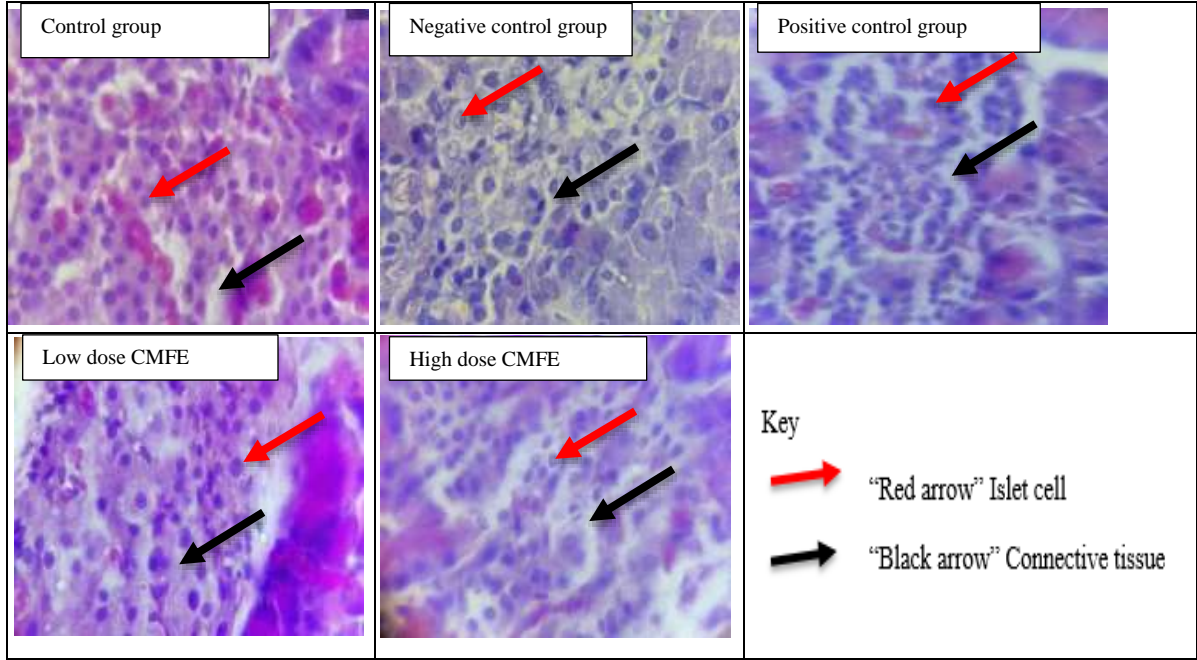 Control group
Negative control group
Positive control group
Low dose CMFE
High dose CMFE
Key
“Red arrow” Islet cell
“Black arrow” Connective tissue